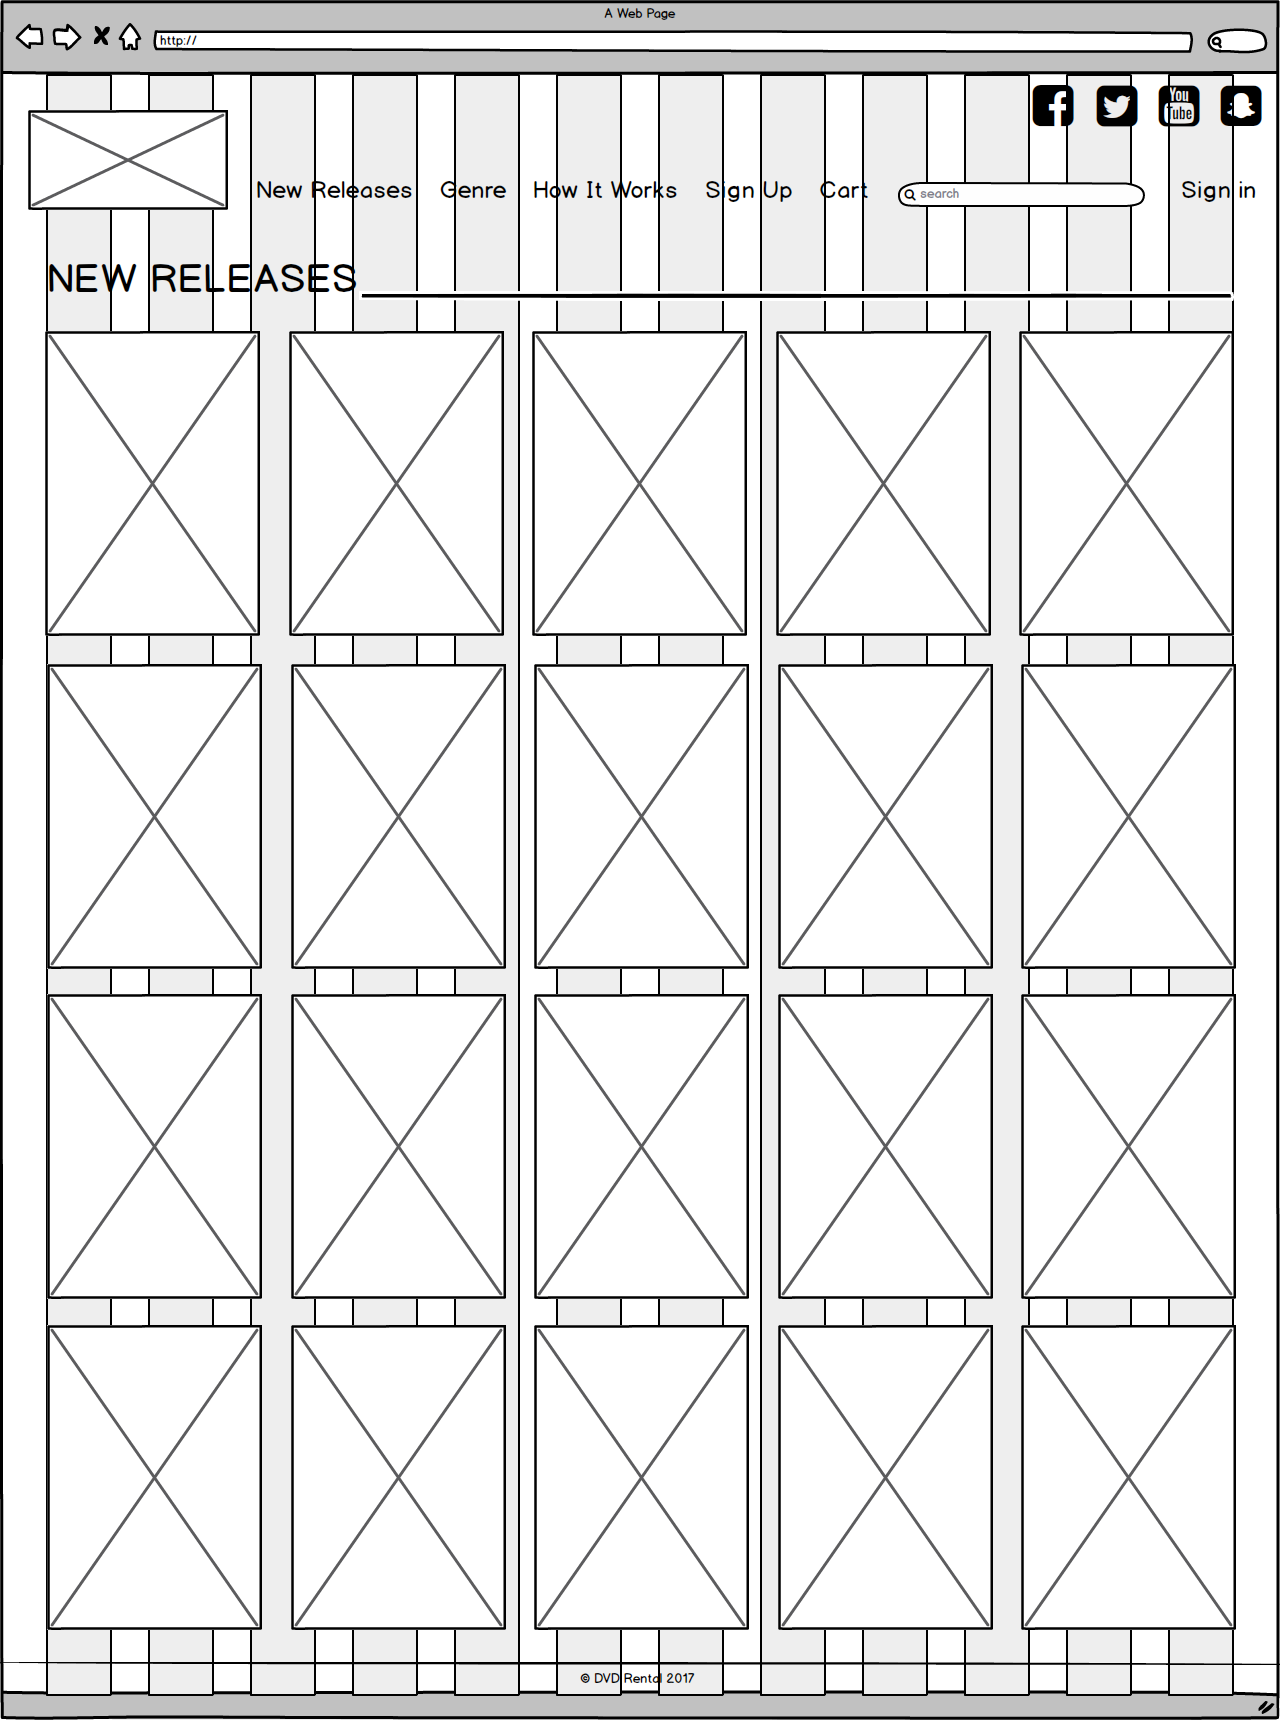 A Web Page
http://
You
Tube
New Releases Genre How It Works Sign Up Cart search Sign in
NEW RELEASES
© DVD Rental 2017